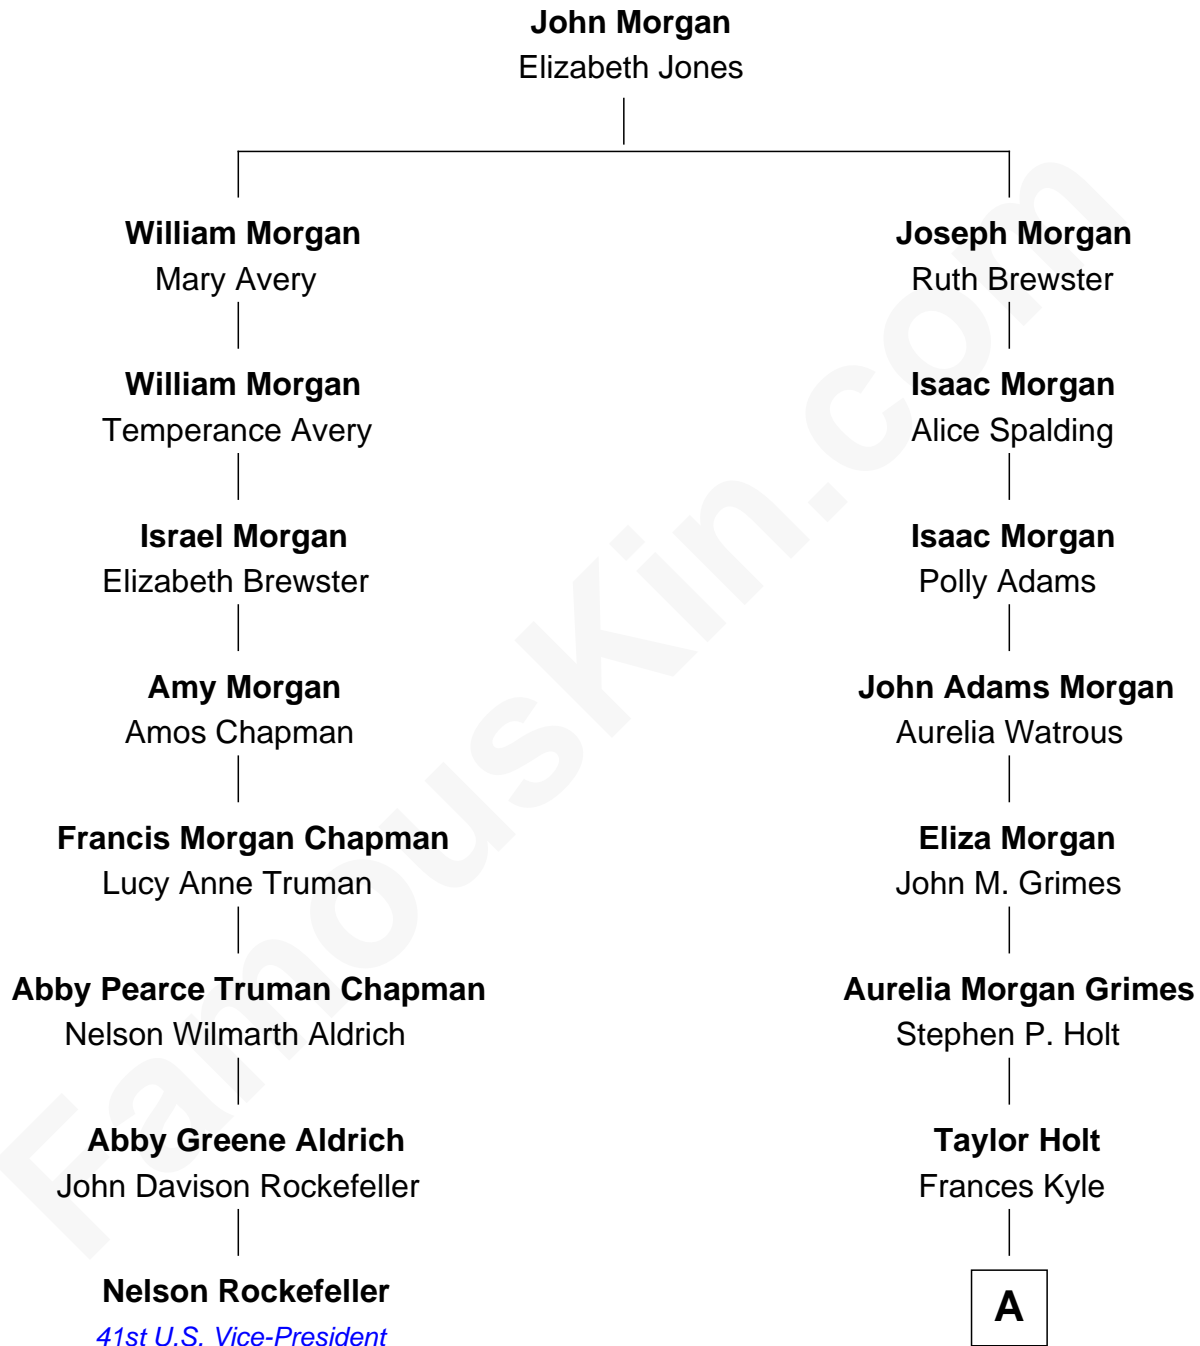 John Morgan
Elizabeth Jones
William Morgan
Mary Avery
Joseph Morgan
Ruth Brewster
William Morgan
Temperance Avery
Isaac Morgan
Alice Spalding
Israel Morgan
Elizabeth Brewster
Isaac Morgan
Polly Adams
Amy Morgan
Amos Chapman
John Adams Morgan
Aurelia Watrous
Francis Morgan Chapman
Lucy Anne Truman
Eliza Morgan
John M. Grimes
Abby Pearce Truman Chapman
Nelson Wilmarth Aldrich
Aurelia Morgan Grimes
Stephen P. Holt
Abby Greene Aldrich
John Davison Rockefeller
Taylor Holt
Frances Kyle
Nelson Rockefeller
41st U.S. Vice-President
A
FamousKin.com